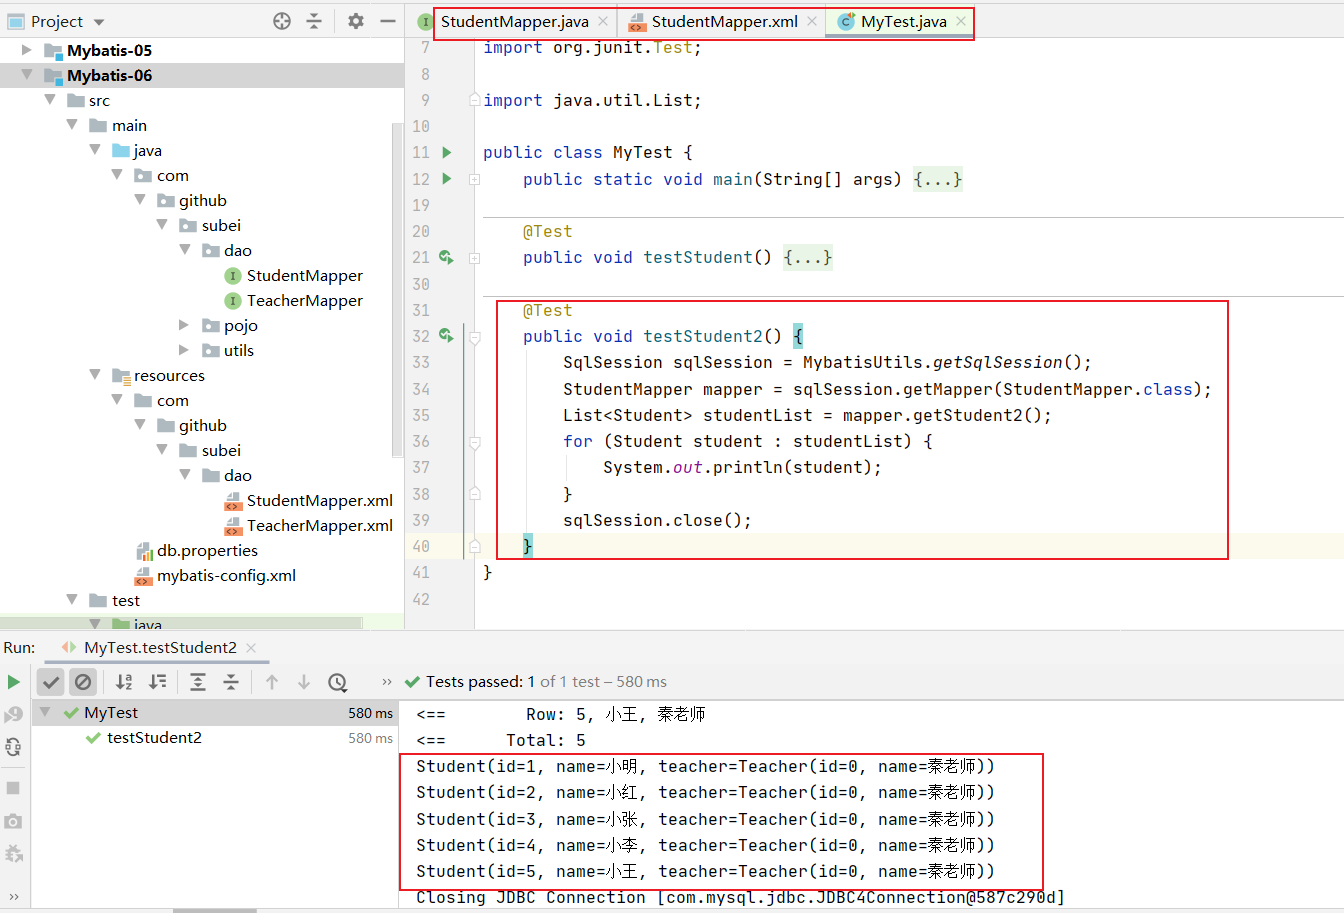 Project
StudentMapper.java
StudentMapper.xml
MyTest.java
Mybatis-05
Mybatis-06
src
main
java
com
github
subei
dao
StudentMapper
TeacherMapper
pojo
utils
resources
com
github
subei
dao
StudentMapper.xml
TeacherMapper.xml
db.properties
mybatis-config.xml
test
java
7 import org.junit.Test;
8
9 import java.util.List;
10
11 public class MyTest {
12 public static void main(String[] args) {...}
19
20 @Test
21 public void testStudent() {...}
30
31 @Test
32 public void testStudent2() {
33 SqlSession sqlSession = MybatisUtils.getSqlSession();
34 StudentMapper mapper = sqlSession.getMapper(StudentMapper.class);
35 List<Student> studentList = mapper.getStudent2();
36 for (Student student : studentList) {
37 System.out.println(student);
38 }
39 sqlSession.close();
40 }
41 }
42
Run: MyTest.testStudent2
Tests passed: 1 of 1 test – 580 ms
MyTest 580 ms
testStudent2 580 ms
<== Row: 5, 小王, 秦老师
<== Total: 5
Student(id=1, name=小明, teacher=Teacher(id=0, name=秦老师))
Student(id=2, name=小红, teacher=Teacher(id=0, name=秦老师))
Student(id=3, name=小张, teacher=Teacher(id=0, name=秦老师))
Student(id=4, name=小李, teacher=Teacher(id=0, name=秦老师))
Student(id=5, name=小王, teacher=Teacher(id=0, name=秦老师))
Closing JDBC Connection [com.mysql.jdbc.JDBC4Connection@587c290d]